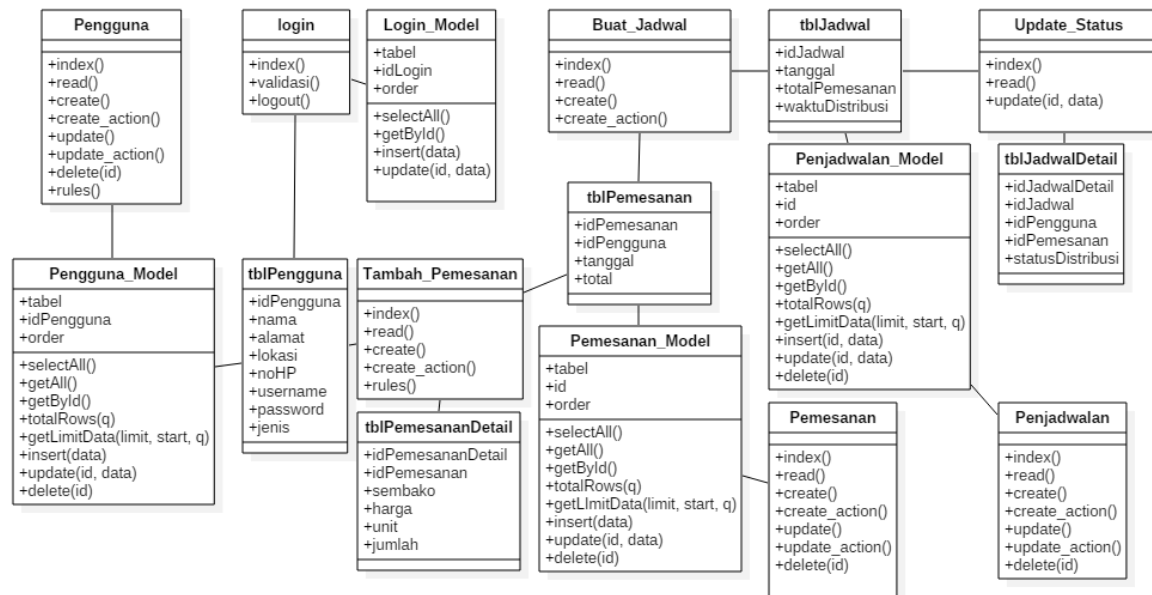 Pengguna
+index()
+read()
+create()
+create_action()
+update()
+update_action()
+delete(id)
+rules()
login
+index()
+validasi()
+logout()
Login_Model
+tabel
+idLogin
+order
+selectAll()
+getById()
+insert(data)
+update(id, data)
Buat_Jadwal
+index()
+read()
+create()
+create_action()
tblJadwal
+idJadwal
+tanggal
+totalPemesanan
+waktuDistribusi
Update_Status
+index()
+read()
+update(id, data)
Penjadwalan_Model
+tabel
+id
+order
+selectAll()
+getAll()
+getById()
+totalRows(q)
+getLimitData(limit, start, q)
+insert(id, data)
+update(id, data)
+delete(id)
tblJadwalDetail
+idJadwalDetail
+idJadwal
+idPengguna
+idPemesanan
+statusDistribusi
tblPemesanan
+idPemesanan
+idPengguna
+tanggal
+total
Pengguna_Model
+tabel
+idPengguna
+order
+selectAll()
+getAll()
+getById()
+totalRows(q)
+getLimitData(limit, start, q)
+insert(data)
+update(id, data)
+delete(id)
tblPengguna
+idPengguna
+nama
+alamat
+lokasi
+noHP
+username
+password
+jenis
Tambah_Pemesanan
+index()
+read()
+create()
+create_action()
+rules()
tblPemesananDetail
+idPemesananDetail
+idPemesanan
+sembako
+harga
+unit
+jumlah
Pemesanan_Model
+tabel
+id
+order
+selectAll()
+getAll()
+getById()
+totalRows(q)
+getLImitData(limit, start, q)
+insert(data)
+update(id, data)
+delete(id)
Pemesanan
+index()
+read()
+create()
+create_action()
+update()
+update_action()
+delete(id)
Penjadwalan
+index()
+read()
+create()
+create_action()
+update()
+update_action()
+delete(id)